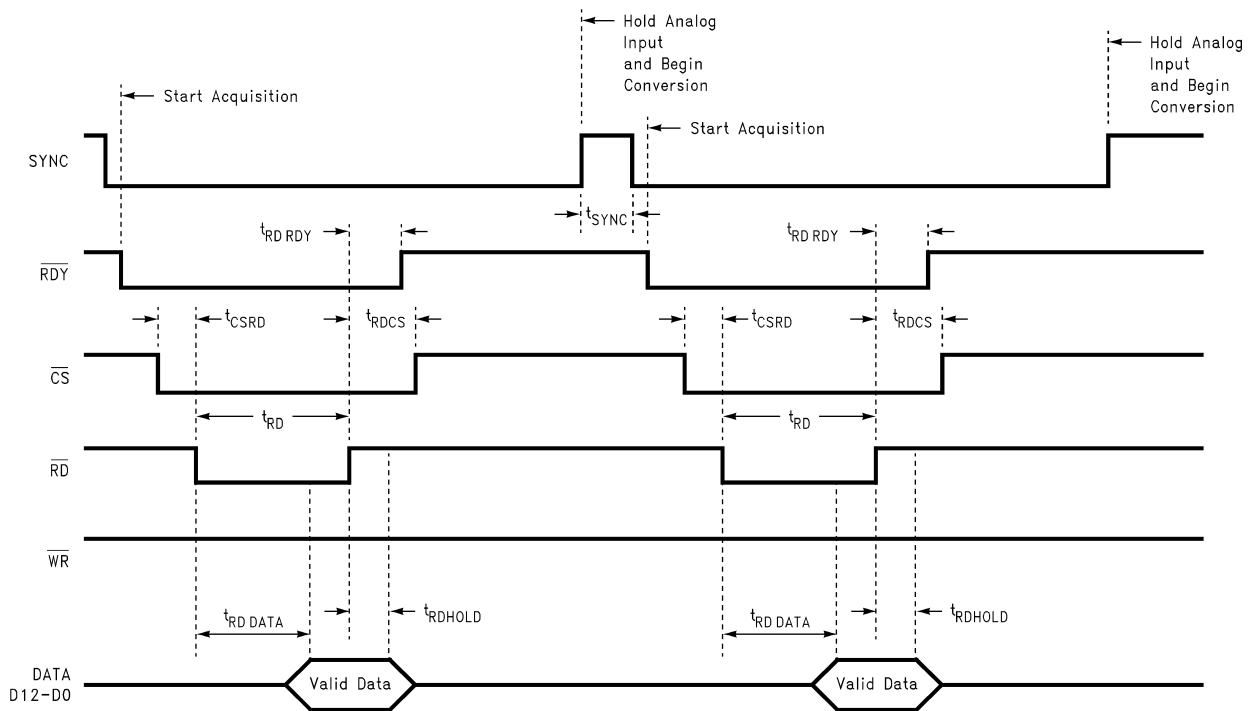 Hold Analog
Input
and Begin
Conversion
Hold Analog
Input
and Begin
Conversion
Start Acquisition
Start Acquisition
SYNC
tSYNC
tRD RDY
tRD RDY
RDY
tCSRD
tRDCS
tCSRD
tRDCS
CS
tRD
tRD
RD
WR
tRD DATA
tRDHOLD
tRD DATA
tRDHOLD
DATA
D12-D0
Valid Data
Valid Data